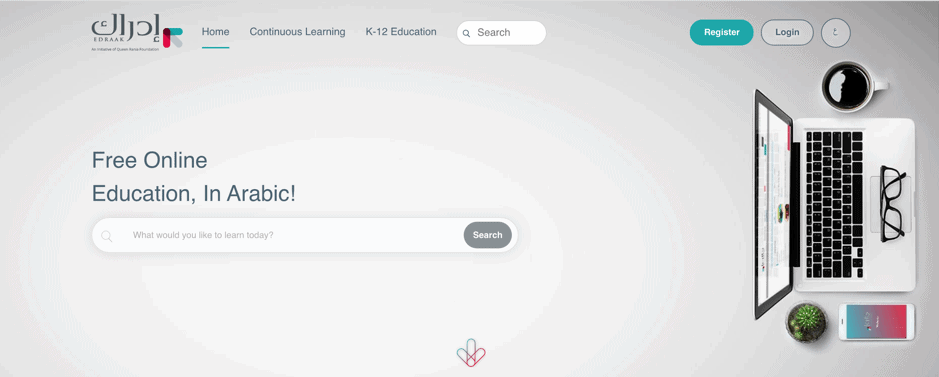 إدراك
EDRAAK
An Initiative of Queen Rania Foundation
Home
Continuous Learning
K-12 Education
Search
Register
Login
ع
Free Online
Education, In Arabic!
What would you like to learn today?
Search